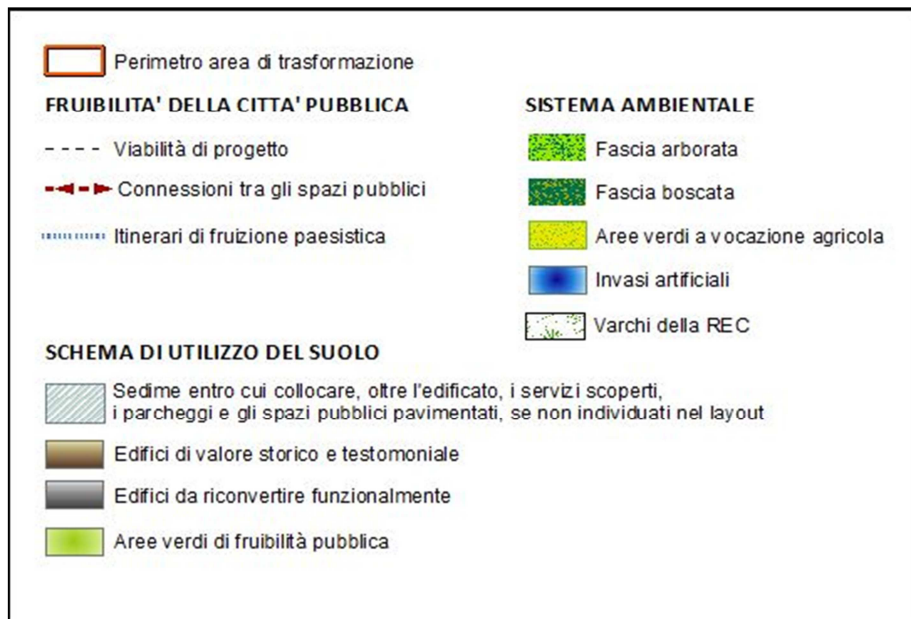 Perimetro area di trasformazione
FRUIBILITA' DELLA CITTA' PUBBLICA
Viabilità di progetto
Connessioni tra gli spazi pubblici
Itinerari di fruizione paesistica
SISTEMA AMBIENTALE
Fascia arborata
Fascia boscata
Aree verdi a vocazione agricola
Invasi artificiali
Varchi della REC
SCHEMA DI UTILIZZO DEL SUOLO
Sedime entro cui collocare, oltre l'edificato, i servizi scoperti,
i parcheggi e gli spazi pubblici pavimentati, se non individuati nel layout
Edifici di valore storico e testomoniale
Edifici da riconvertire funzionalmente
Aree verdi di fruibilità pubblica